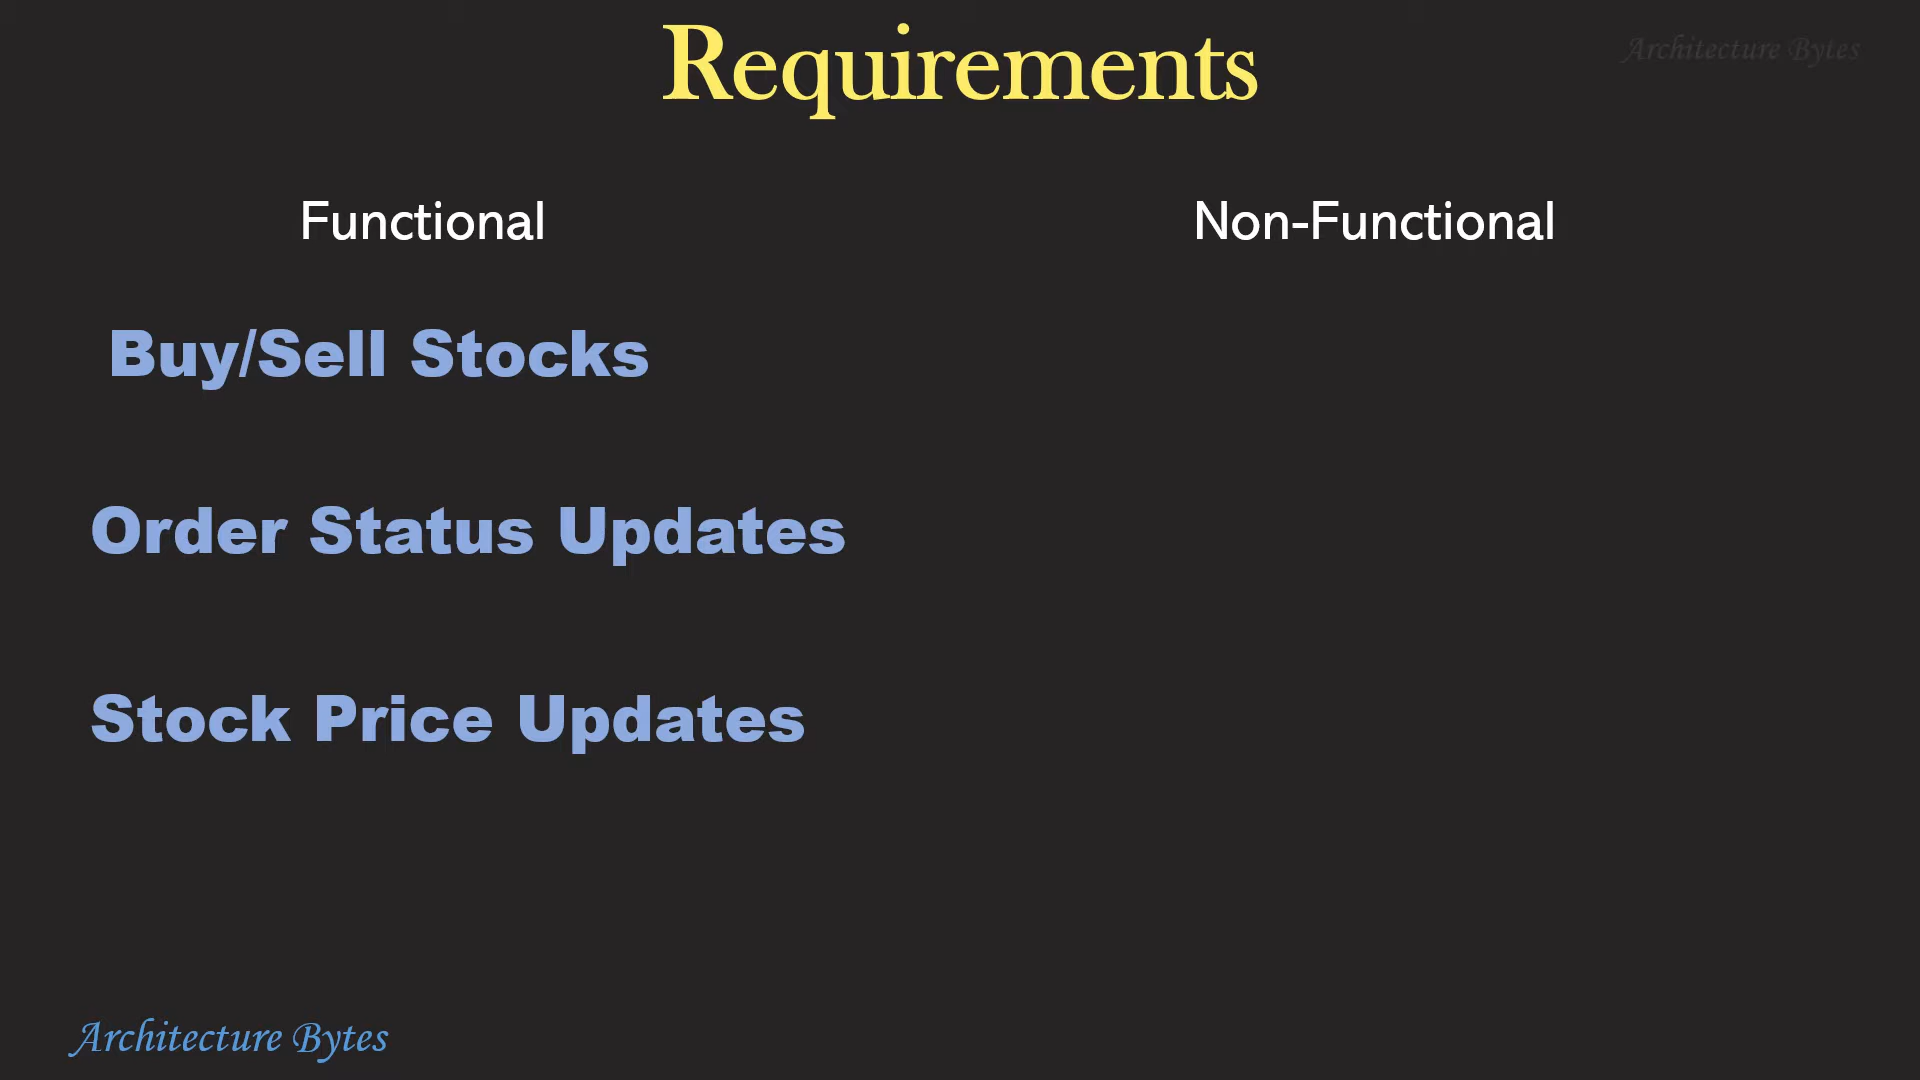 Requirements
Architecture Bytes
Functional
Non-Functional
Buy/Sell Stocks
Order Status Updates
Stock Price Updates
Architecture Bytes